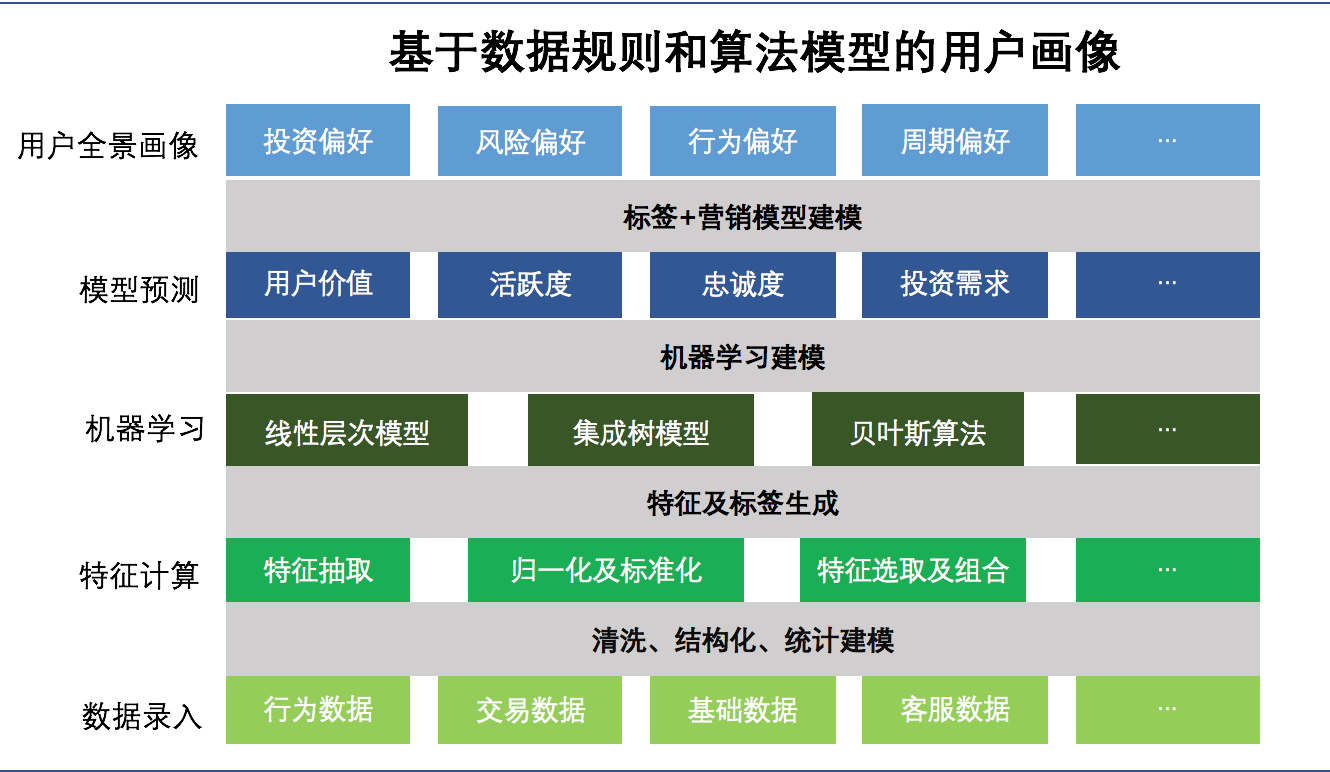 基于数据规则和算法模型的用户画像
用户全景画像 投资偏好 风险偏好 行为偏好 周期偏好 ...
标签+营销模型建模
模型预测 用户价值 活跃度 忠诚度 投资需求 ...
机器学习建模
机器学习 线性层次模型 集成树模型 贝叶斯算法 ...
特征及标签生成
特征计算 特征抽取 归一化及标准化 特征选取及组合 ...
清洗、结构化、统计建模
数据录入 行为数据 交易数据 基础数据 客服数据 ...